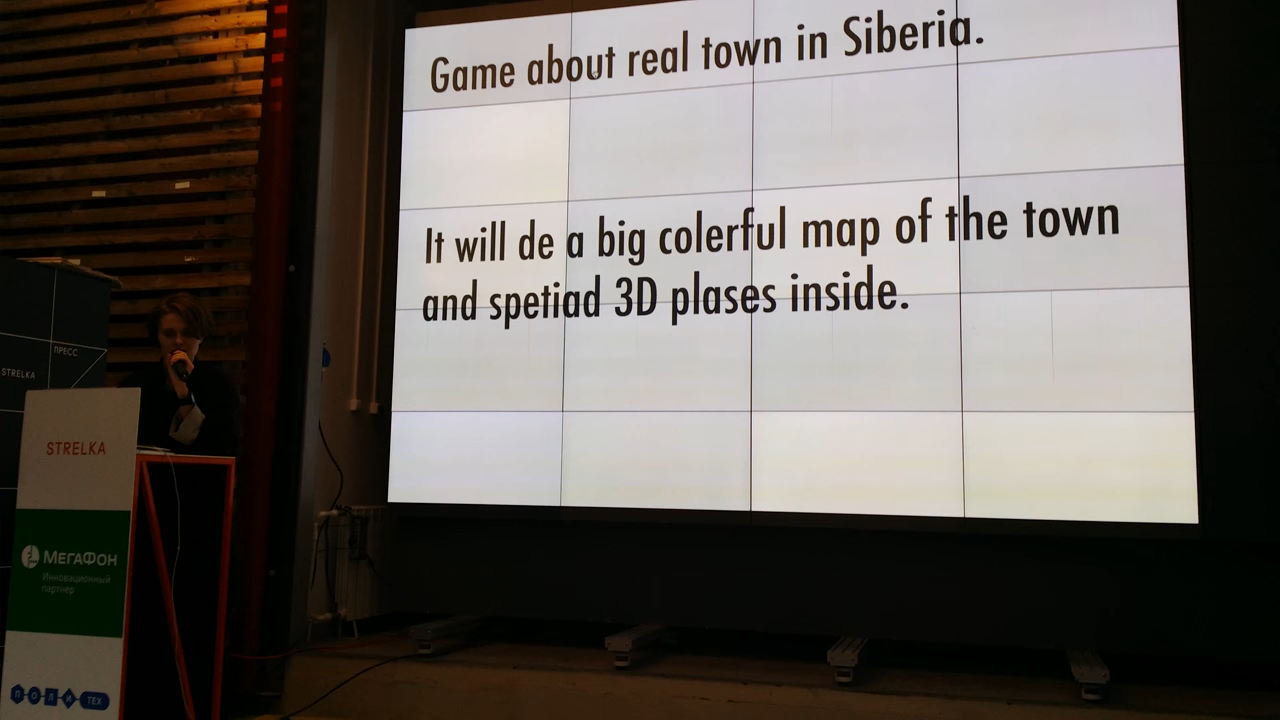 Game about real town in Siberia.
It will de a big colerful map of the town
and spetiad 3D plases inside.
ПРЕСС
STRELKA
STRELKA
МЕГАФОН
Инновационный
партнер
ПОЛИТЕХ